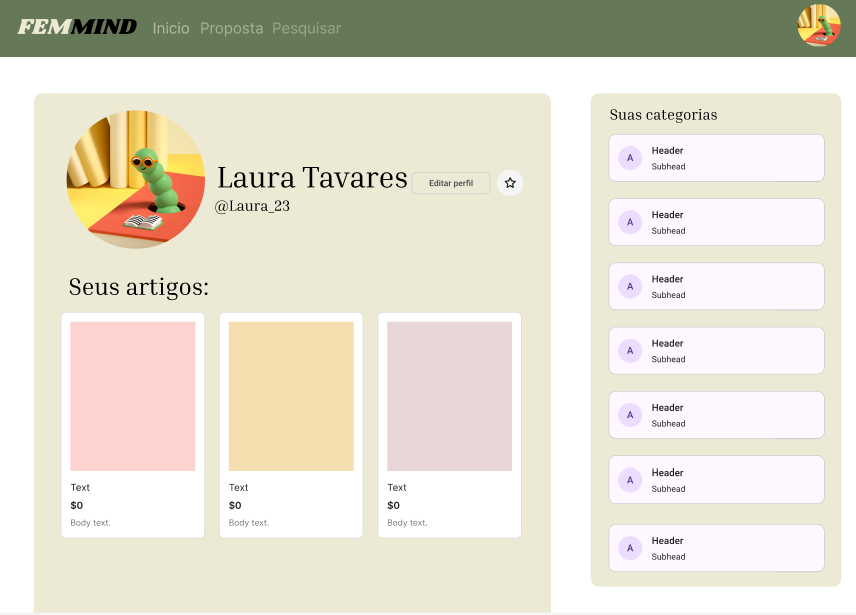 FEMMIND Inicio Proposta Pesquisar
Laura Tavares
Editar perfil
@Laura_23
Seus artigos:
Text
$0
Body text.
Text
$0
Body text.
Text
$0
Body text.
Suas categorias
A
Header
Subhead
A
Header
Subhead
A
Header
Subhead
A
Header
Subhead
A
Header
Subhead
A
Header
Subhead
A
Header
Subhead